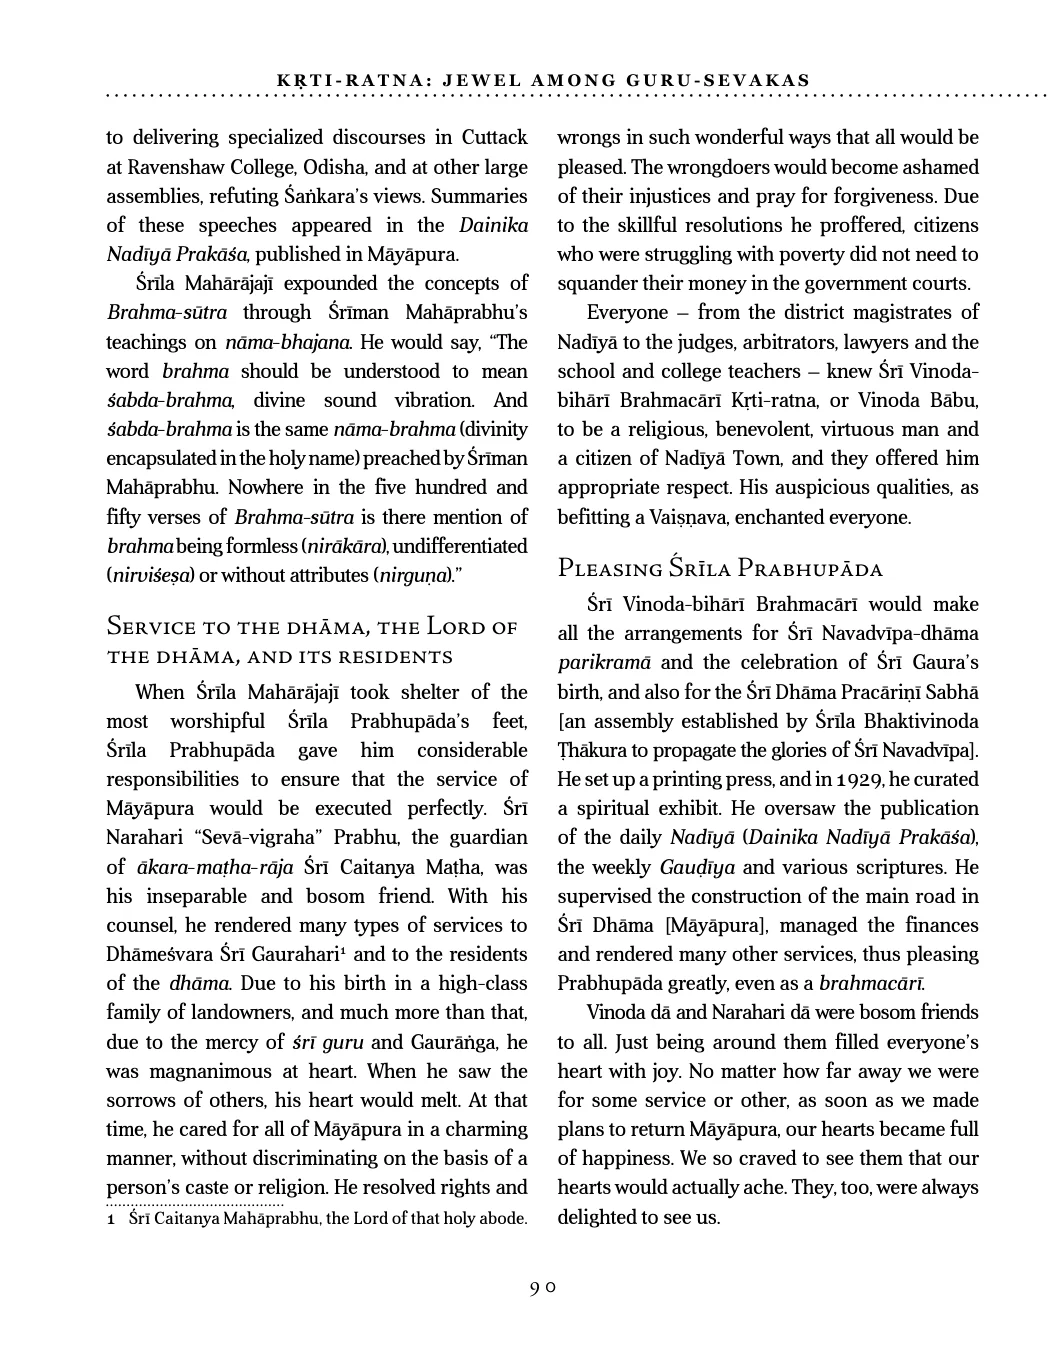 KṚTI-RATNA: JEWEL AMONG GURU-SEVAKAS
to delivering specialized discourses in Cuttack
at Ravenshaw College, Odisha, and at other large
assemblies, refuting Śaṅkara’s views. Summaries
of these speeches appeared in the Dainika
Nadīyā Prakāśa, published in Māyāpura.
Śrīla Mahārājajī expounded the concepts of
Brahma-sūtra through Śrīman Mahāprabhu’s
teachings on nāma-bhajana. He would say, “The
word brahma should be understood to mean
śabda-brahma, divine sound vibration. And
śabda-brahma is the same nāma-brahma (divinity
encapsulated in the holy name) preached by Śrīman
Mahāprabhu. Nowhere in the five hundred and
fifty verses of Brahma-sūtra is there mention of
brahma being formless (nirākāra), undifferentiated
(nirviśeṣa) or without attributes (nirguṇa).”
Service to the dhāma, the Lord of
the dhāma, and its residents
When Śrīla Mahārājajī took shelter of the
most worshipful Śrīla Prabhupāda’s feet,
Śrīla Prabhupāda gave him considerable
responsibilities to ensure that the service of
Māyāpura would be executed perfectly. Śrī
Narahari “Sevā-vigraha” Prabhu, the guardian
of ākara-maṭha-rāja Śrī Caitanya Maṭha, was
his inseparable and bosom friend. With his
counsel, he rendered many types of services to
Dhāmeśvara Śrī Gaurahari¹ and to the residents
of the dhāma. Due to his birth in a high-class
family of landowners, and much more than that,
due to the mercy of śrī guru and Gaurāṅga, he
was magnanimous at heart. When he saw the
sorrows of others, his heart would melt. At that
time, he cared for all of Māyāpura in a charming
manner, without discriminating on the basis of a
person’s caste or religion. He resolved rights and
1 Śrī Caitanya Mahāprabhu, the Lord of that holy abode.
wrongs in such wonderful ways that all would be
pleased. The wrongdoers would become ashamed
of their injustices and pray for forgiveness. Due
to the skillful resolutions he proffered, citizens
who were struggling with poverty did not need to
squander their money in the government courts.
Everyone – from the district magistrates of
Nadīyā to the judges, arbitrators, lawyers and the
school and college teachers – knew Śrī Vinoda-
bihārī Brahmacārī Kṛti-ratna, or Vinoda Bābu,
to be a religious, benevolent, virtuous man and
a citizen of Nadīyā Town, and they offered him
appropriate respect. His auspicious qualities, as
befitting a Vaiṣṇava, enchanted everyone.
Pleasing Śrīla Prabhupāda
Śrī Vinoda-bihārī Brahmacārī would make
all the arrangements for Śrī Navadvīpa-dhāma
parikramā and the celebration of Śrī Gaura’s
birth, and also for the Śrī Dhāma Pracāriṇī Sabhā
[an assembly established by Śrīla Bhaktivinoda
Ṭhākura to propagate the glories of Śrī Navadvīpa].
He set up a printing press, and in 1929, he curated
a spiritual exhibit. He oversaw the publication
of the daily Nadīyā (Dainika Nadīyā Prakāśa),
the weekly Gauḍīya and various scriptures. He
supervised the construction of the main road in
Śrī Dhāma [Māyāpura], managed the finances
and rendered many other services, thus pleasing
Prabhupāda greatly, even as a brahmacārī.
Vinoda dā and Narahari dā were bosom friends
to all. Just being around them filled everyone’s
heart with joy. No matter how far away we were
for some service or other, as soon as we made
plans to return Māyāpura, our hearts became full
of happiness. We so craved to see them that our
hearts would actually ache. They, too, were always
delighted to see us.
90